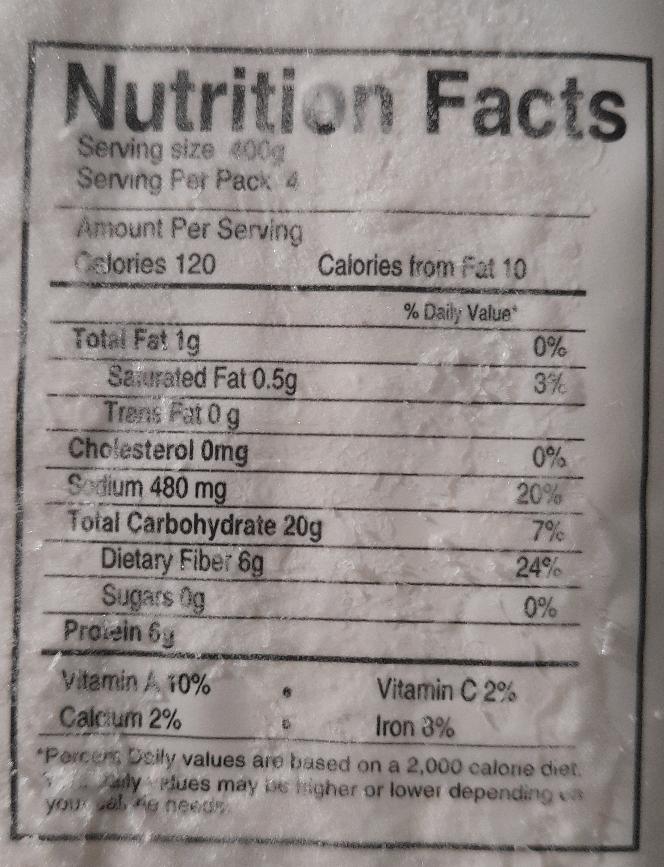 Nutrition Facts
Serving size 400g
Serving Per Pack 4
Amount Per Serving
Calories 120 Calories from Fat 10
% Daily Value*
Total Fat 1g 0%
Saturated Fat 0.5g 3%
Trans Fat 0 g
Cholesterol 0mg 0%
Sodium 480 mg 20%
Total Carbohydrate 20g 7%
Dietary Fiber 6g 24%
Sugars 0g 0%
Protein 6g
Vitamin A 10% • Vitamin C 2%
Calcium 2% • Iron 8%
*Percent Daily values are based on a 2,000 calorie diet.
daily values may be higher or lower depending on
your calorie needs.